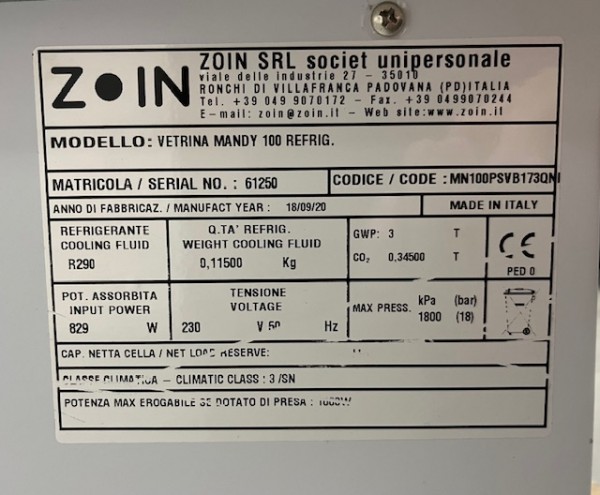 ZOIN
ZOIN SRL societ unipersonale
viale delle industrie 27 - 35010
RONCHI DI VILLAFRANCA PADOVANA (PD)ITALIA
Tel. +39 049 9070172 - Fax. +39 0499070244
E-mail: zoin@zoin.it - Web site:www.zoin.it
MODELLO: VETRINA MANDY 100 REFRIG.
MATRICOLA / SERIAL NO. : 61250
CODICE / CODE : MN100PSVB173QNI
ANNO DI FABBRICAZ. / MANUFACT YEAR : 18/09/20
MADE IN ITALY
REFRIGERANTE
COOLING FLUID
R290
Q.TA' REFRIG.
WEIGHT COOLING FLUID
0,11500 Kg
GWP: 3 T
CO₂ 0,34500 T
CE
PED 0
POT. ASSORBITA
INPUT POWER
829 W
TENSIONE
VOLTAGE
230 V 50 Hz
MAX PRESS. kPa (bar)
1800 (18)
CAP. NETTA CELLA / NET LOAD RESERVE:
CLASSE CLIMATICA - CLIMATIC CLASS : 3 /SN
POTENZA MAX EROGABILE SE DOTATO DI PRESA :